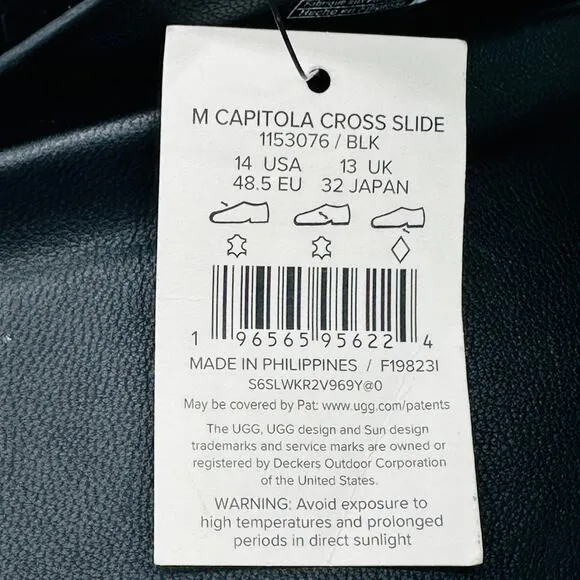 M CAPITOLA CROSS SLIDE
1153076 / BLK
14 USA 13 UK
48.5 EU 32 JAPAN
1 96565 95622 4
MADE IN PHILIPPINES / F19823I
S6SLWKR2V969Y@0
May be covered by Pat: www.ugg.com/patents
The UGG, UGG design and Sun design
trademarks and service marks are owned or
registered by Deckers Outdoor Corporation
of the United States.
WARNING: Avoid exposure to
high temperatures and prolonged
periods in direct sunlight